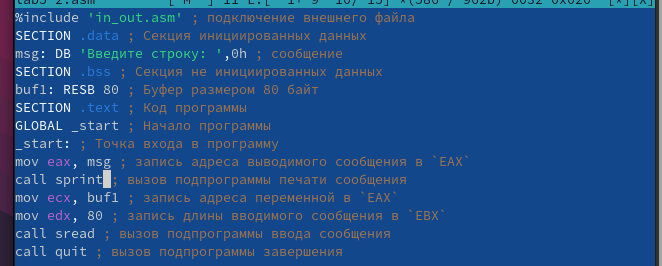 lab5-2.asm [-M--] 11 L:[ 1+ 9 10/ 15] *(586 / 902b) 0032 0x020 [*][X]
%include 'in_out.asm' ; подключение внешнего файла
SECTION .data ; Секция инициированных данных
msg: DB 'Введите строку: ',0h ; сообщение
SECTION .bss ; Секция не инициированных данных
buf1: RESB 80 ; Буфер размером 80 байт
SECTION .text ; Код программы
GLOBAL _start ; Начало программы
_start: ; Точка входа в программу
mov eax, msg ; запись адреса выводимого сообщения в `EAX`
call sprint ; вызов подпрограммы печати сообщения
mov ecx, buf1 ; запись адреса переменной в `EAX`
mov edx, 80 ; запись длины вводимого сообщения в `EBX`
call sread ; вызов подпрограммы ввода сообщения
call quit ; вызов подпрограммы завершения